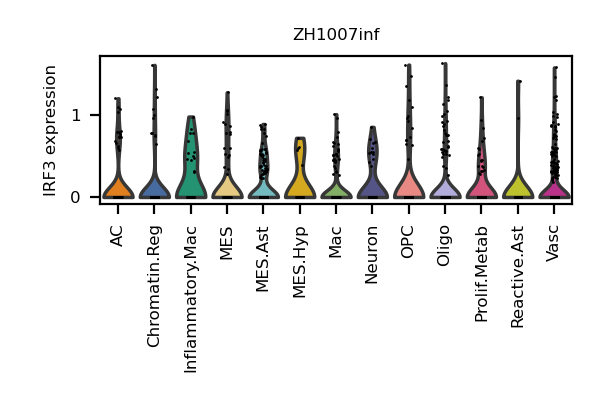 ZH1007inf
IRF3 expression
1
0
AC
Chromatin.Reg
Inflammatory.Mac
MES
MES.Ast
MES.Hyp
Mac
Neuron
OPC
Oligo
Prolif.Metab
Reactive.Ast
Vasc